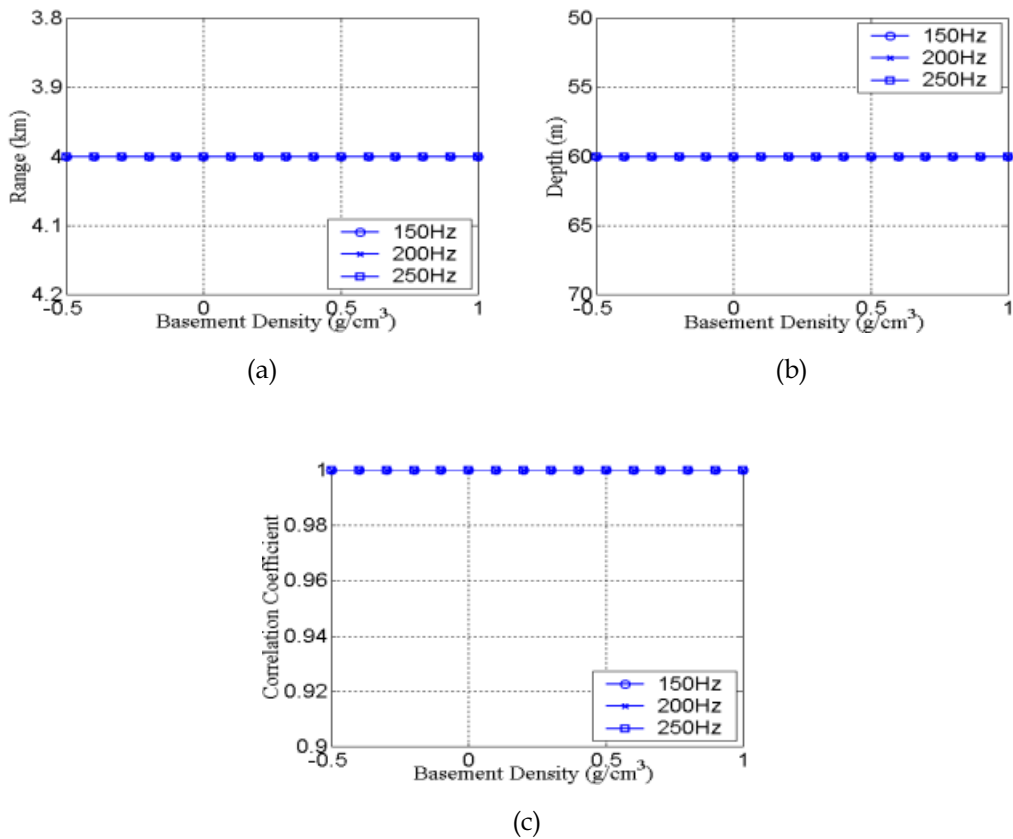 3.8
3.9
4
4.1
4.2
Range (km)
150Hz
200Hz
250Hz
-0.5
0
0.5
1
Basement Density (g/cm³)
(a)
50
55
60
65
70
Depth (m)
150Hz
200Hz
250Hz
-0.5
0
0.5
1
Basement Density (g/cm³)
(b)
1
0.98
0.96
0.94
0.92
0.9
Correlation Coefficient
150Hz
200Hz
250Hz
-0.5
0
0.5
1
Basement Density (g/cm³)
(c)